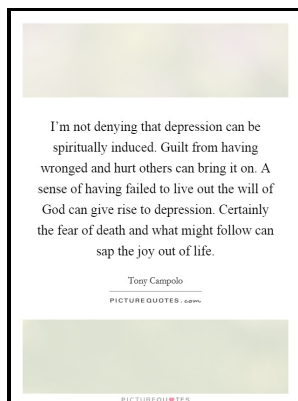 I'm not denying that depression can be
spiritually induced. Guilt from having
wronged and hurt others can bring it on. A
sense of having failed to live out the will of
God can give rise to depression. Certainly
the fear of death and what might follow can
sap the joy out of life.
Tony Campolo
PICTUREQUOTES.com
PICTUREQUOTES